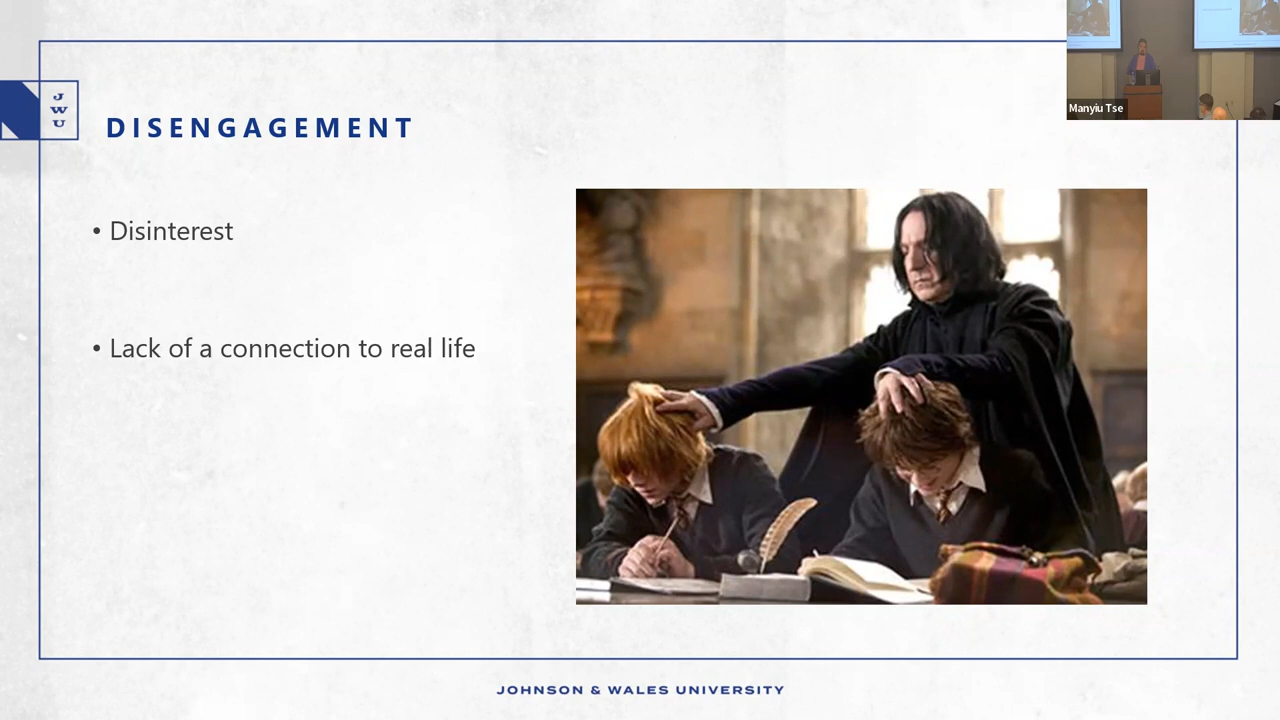 Manyiu Tse
J
W
U
DISENGAGEMENT
• Disinterest
• Lack of a connection to real life
JOHNSON & WALES UNIVERSITY